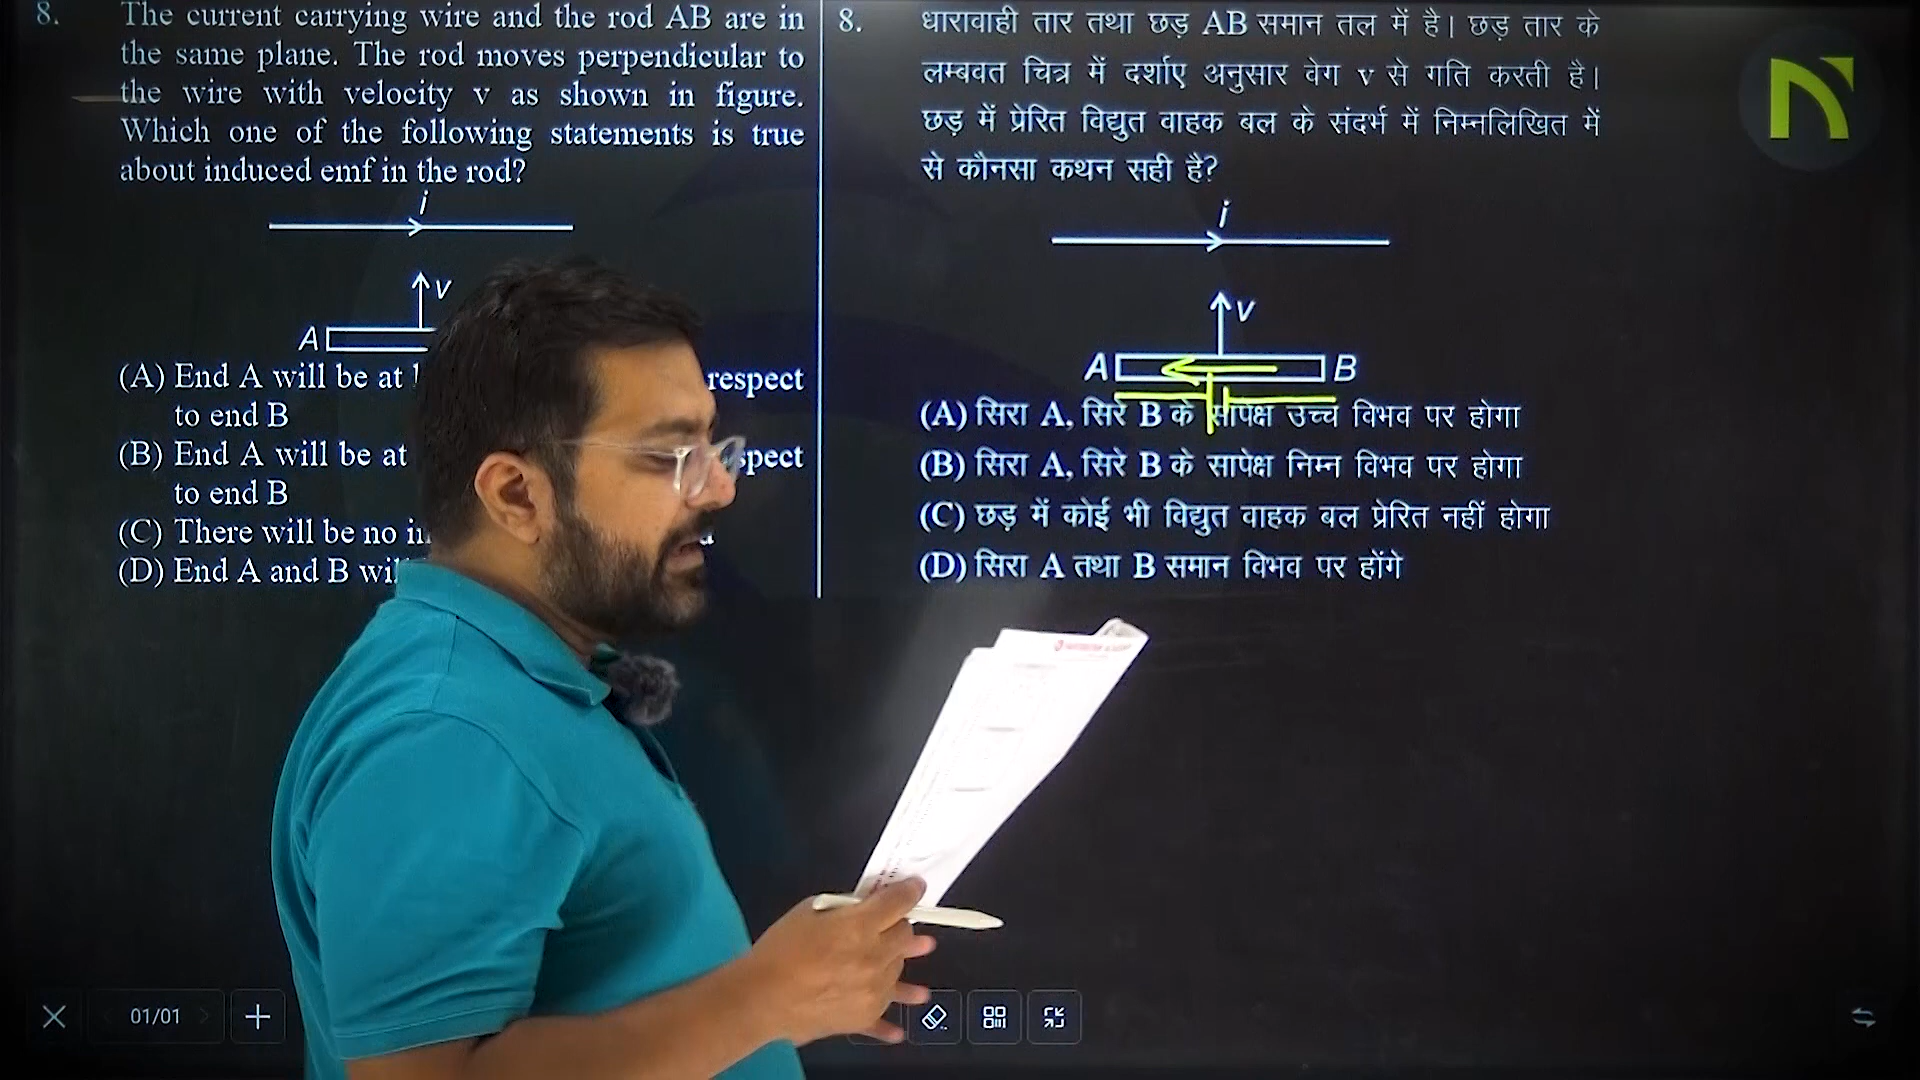 8.
The current carrying wire and the rod AB are in
the same plane. The rod moves perpendicular to
the wire with velocity v as shown in figure.
Which one of the following statements is true
about induced emf in the rod?
i
v
A
(A) End A will be at
respect
to end B
(B) End A will be at
to end B
(C) There will be no
(D) End A and B
8.
धारावाही तार तथा छड़ AB समान तल में है। छड़ तार के
लम्बवत चित्र में दर्शाए अनुसार वेग v से गति करती है।
छड़ में प्रेरित विद्युत वाहक बल के संदर्भ में निम्नलिखित में
से कौनसा कथन सही है?
i
v
A B
(A) सिरा A, सिरे B के सापेक्ष उच्च विभव पर होगा
(B) सिरा A, सिरे B के सापेक्ष निम्न विभव पर होगा
(C) छड़ में कोई भी विद्युत वाहक बल प्रेरित नहीं होगा
(D) सिरा A तथा B समान विभव पर होंगे
01/01